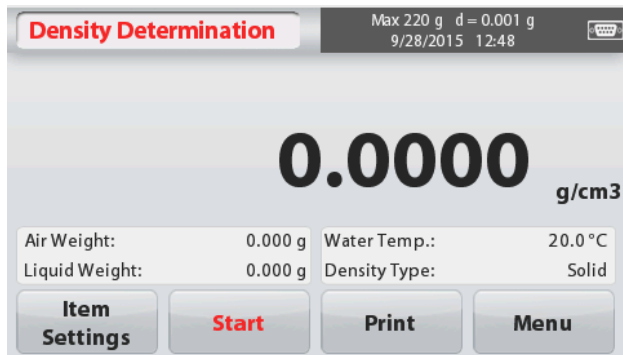 Density Determination
Max 220 g d = 0.001 g
9/28/2015 12:48
0.0000 g/cm3
Air Weight: 0.000 g Water Temp.: 20.0 °C
Liquid Weight: 0.000 g Density Type: Solid
Item
Settings
Start
Print
Menu